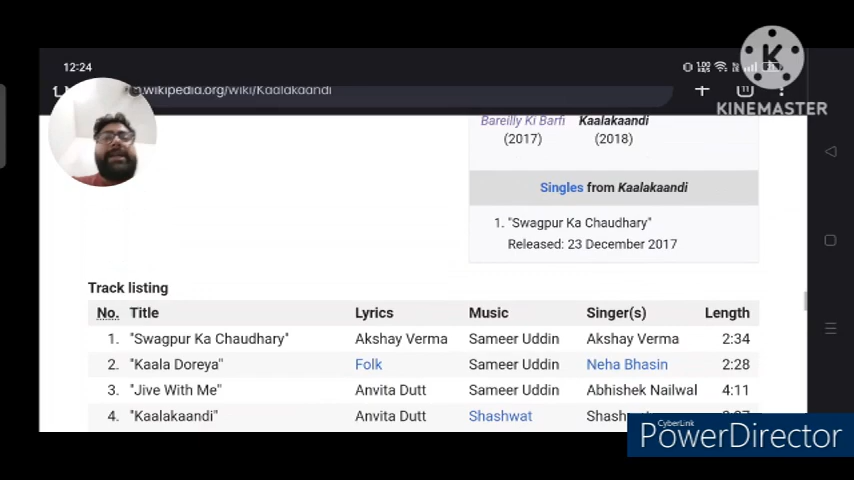 12:24
KINEMASTER
.wikipedia.org/wiki/Kaalakaandi
Bareilly Ki Barfi Kaalakaandi
(2017) (2018)
Singles from Kaalakaandi
1. "Swagpur Ka Chaudhary"
Released: 23 December 2017
Track listing
No. Title Lyrics Music Singer(s) Length
1. "Swagpur Ka Chaudhary" Akshay Verma Sameer Uddin Akshay Verma 2:34
2. "Kaala Doreya" Folk Sameer Uddin Neha Bhasin 2:28
3. "Jive With Me" Anvita Dutt Sameer Uddin Abhishek Nailwal 4:11
4. "Kaalakaandi" Anvita Dutt Shashwat
CyberLink
PowerDirector